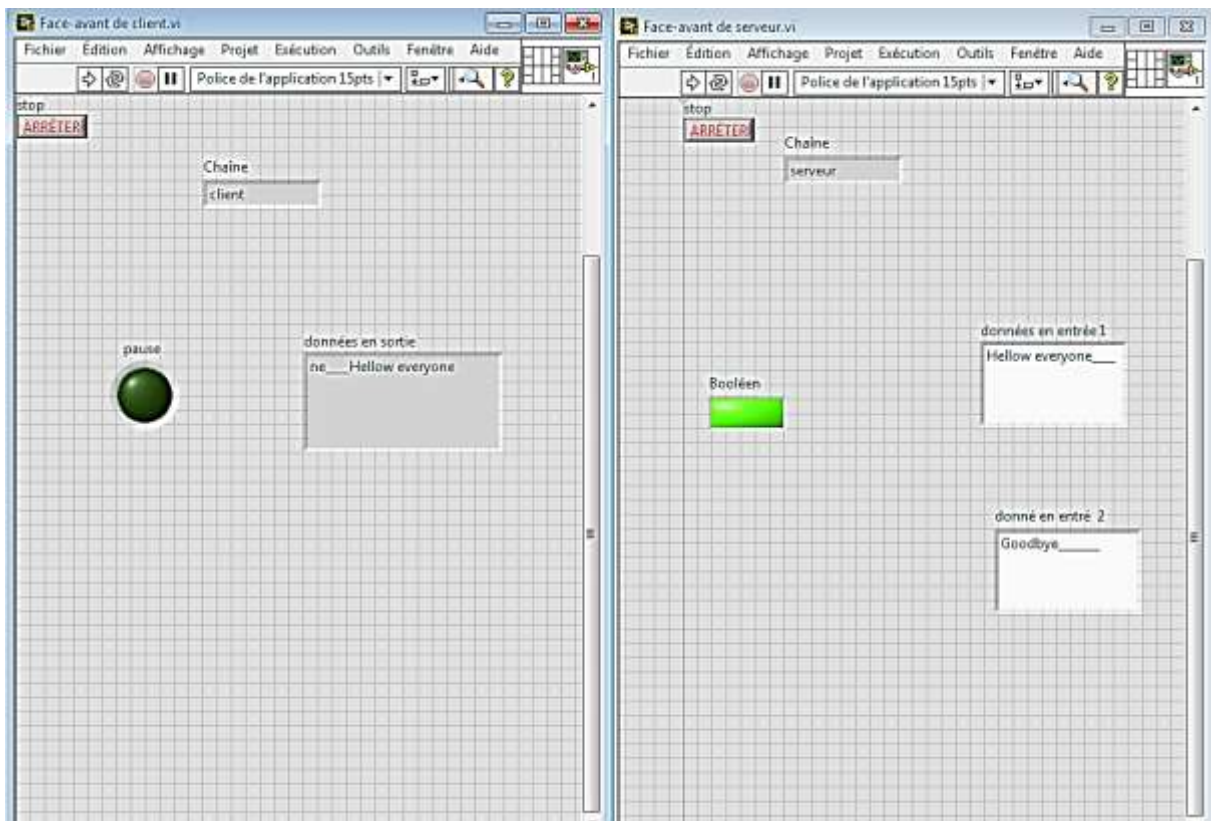 Face-avant de client.vi
Fichier Edition Affichage Projet Exécution Outils Fenêtre Aide
Police de l'application 15pts
stop
ARRÊTER
Chaîne
client
pause
données en sortie
ne___Hellow everyone
Face-avant de serveur.vi
Fichier Edition Affichage Projet Exécution Outils Fenêtre Aide
Police de l'application 15pts
stop
ARRÊTER
Chaîne
serveur
données en entrée 1
Hellow everyone____
Booléen
donné en entré 2
Goodbye______